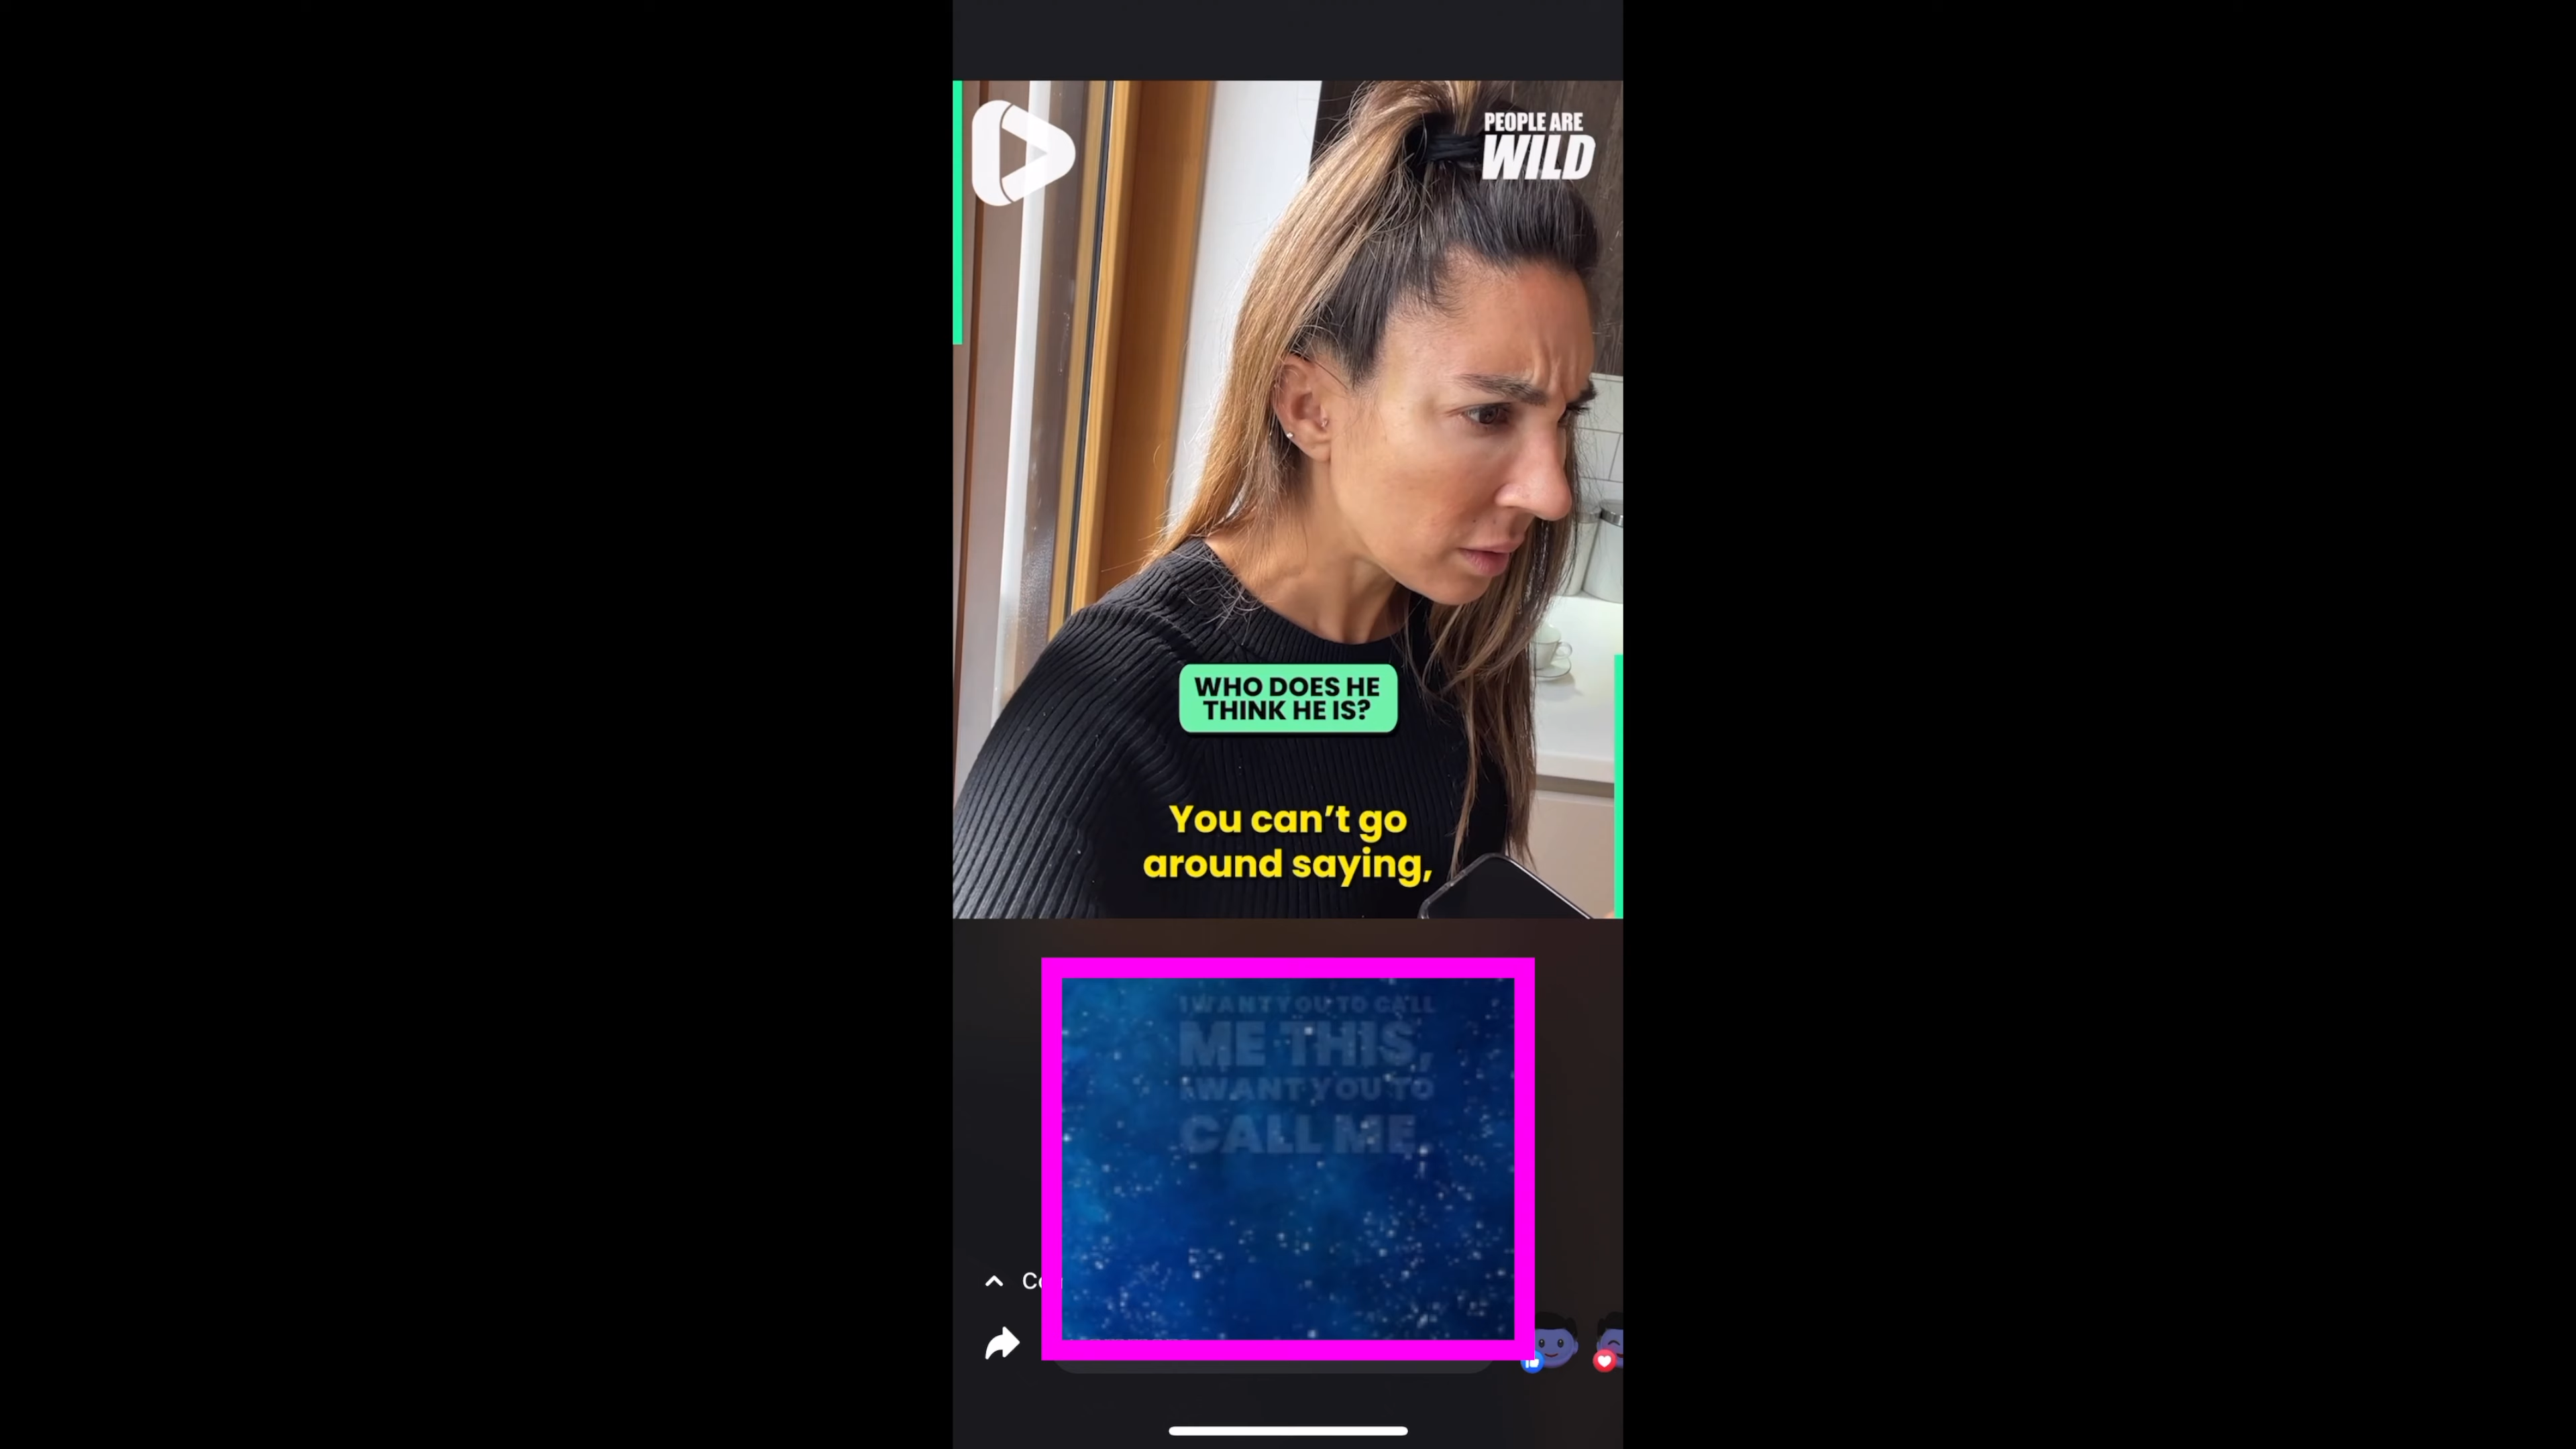 PEOPLE ARE
WILD
WHO DOES HE
THINK HE IS?
You can't go
around saying,
I WANT YOU TO CALL
ME THIS,
I WANT YOU TO
CALL ME